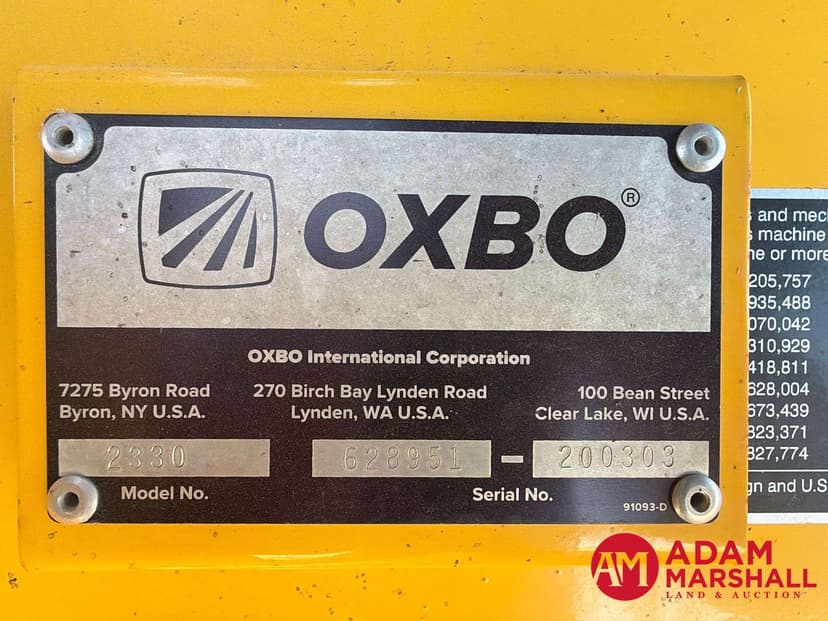 OXBO®
OXBO International Corporation
7275 Byron Road 270 Birch Bay Lynden Road 100 Bean Street
Byron, NY U.S.A. Lynden, WA U.S.A. Clear Lake, WI U.S.A.
2330 628951 - 200303
Model No. Serial No.
91093-D
and mec
machine
ne or more
205,757
935,488
070,042
310,929
418,811
628,004
673,439
823,371
827,774
gn and U.S
AM ADAM
MARSHALL
LAND & AUCTION